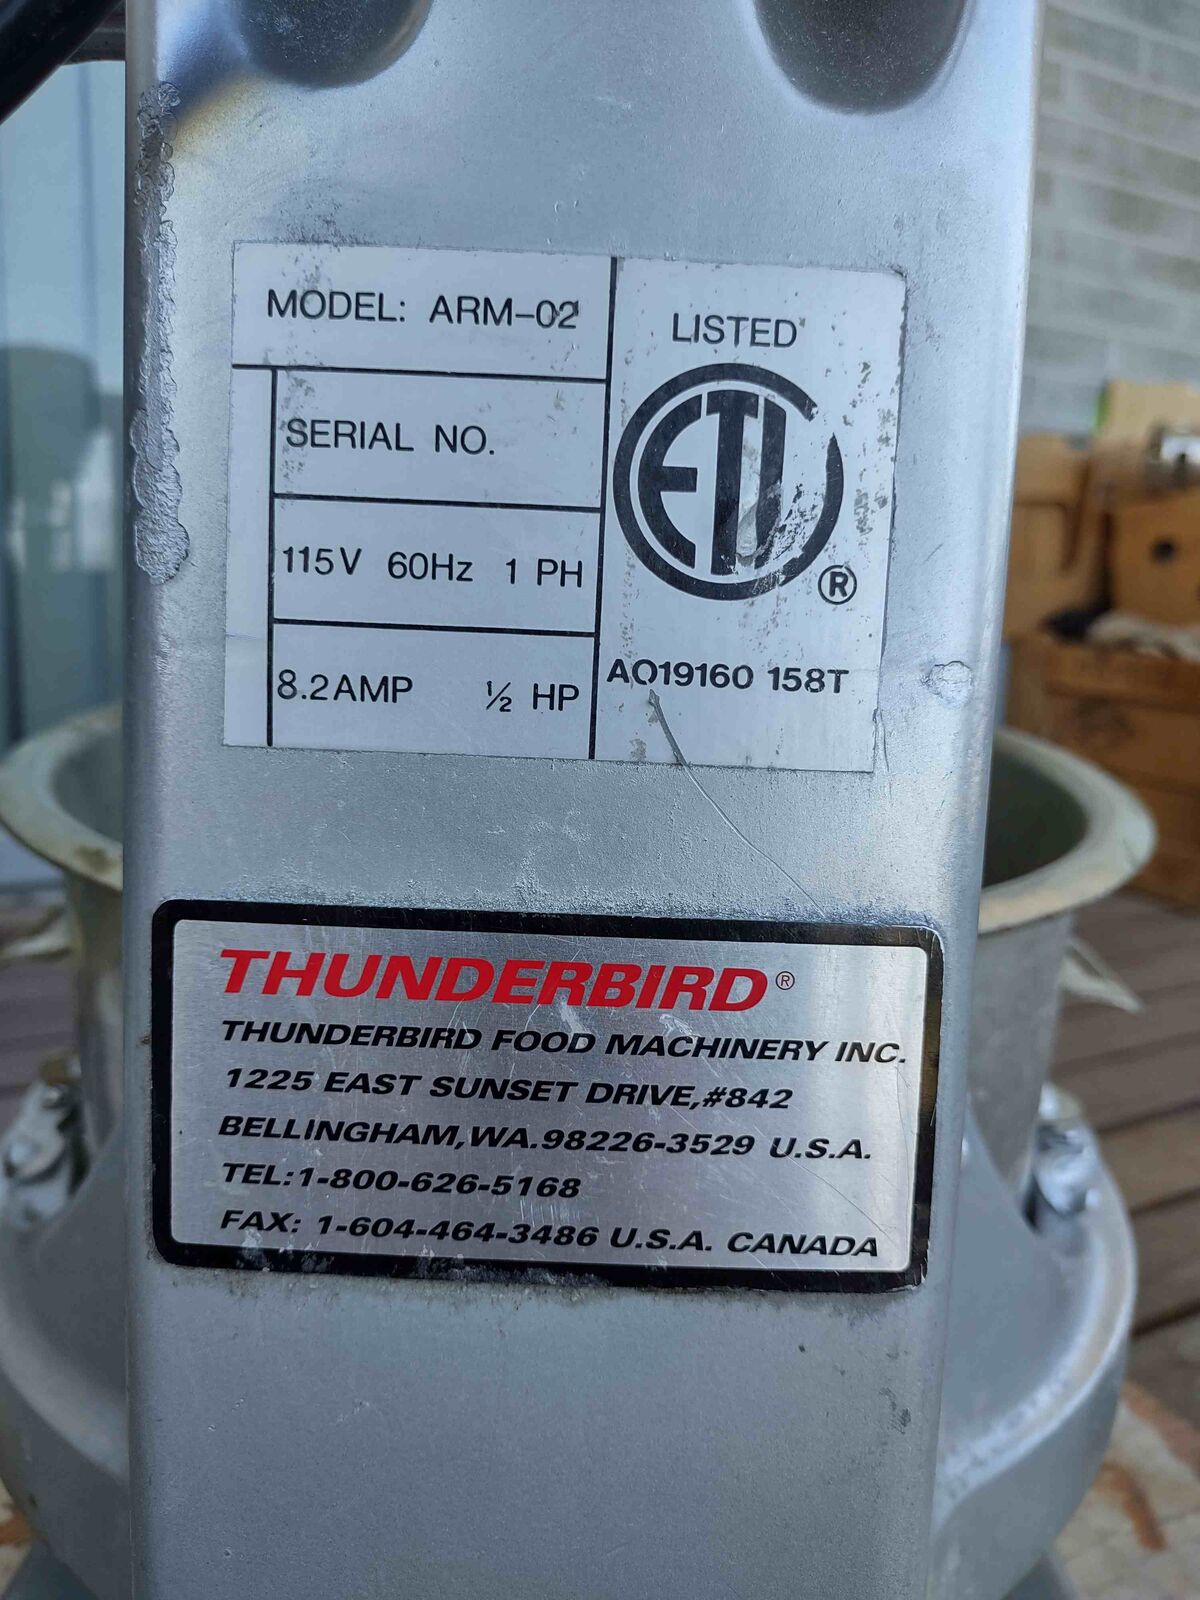 MODEL: ARM-02
SERIAL NO.
115V 60Hz 1 PH
8.2AMP ½ HP
LISTED
ETL
®
AO19160 158T
THUNDERBIRD®
THUNDERBIRD FOOD MACHINERY INC.
1225 EAST SUNSET DRIVE,#842
BELLINGHAM,WA.98226-3529 U.S.A.
TEL:1-800-626-5168
FAX: 1-604-464-3486 U.S.A. CANADA